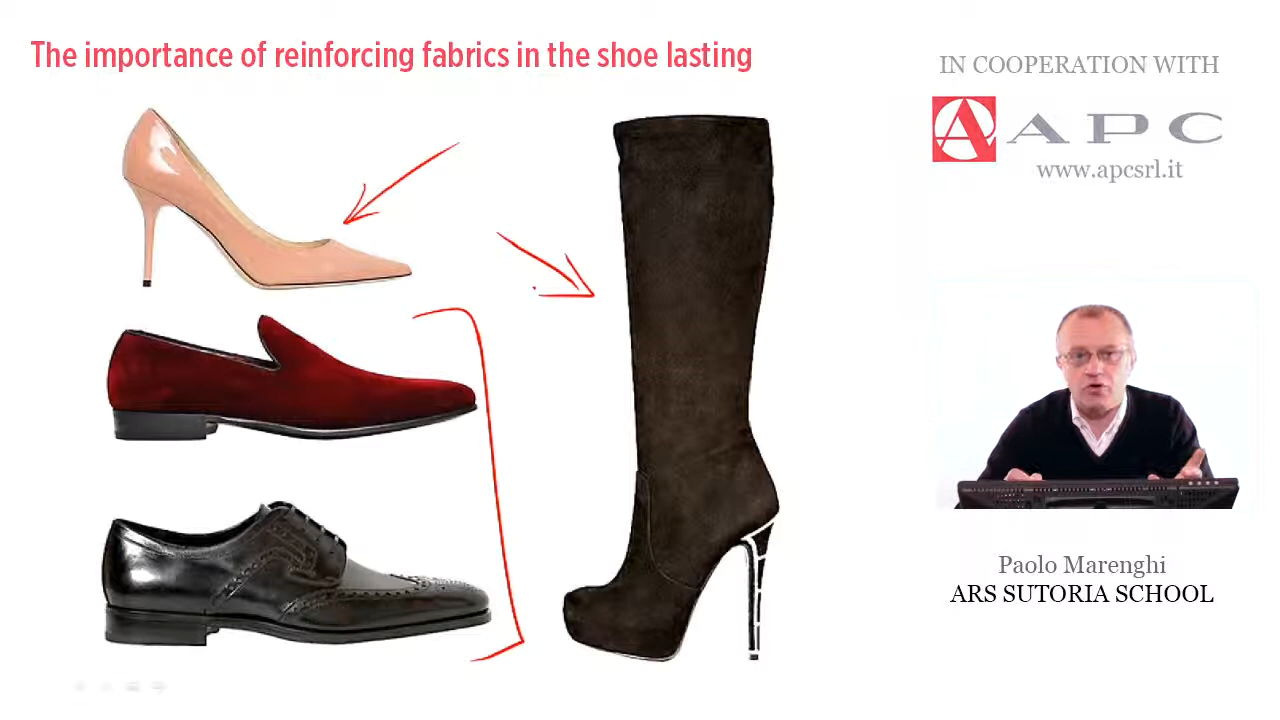 The importance of reinforcing fabrics in the shoe lasting
IN COOPERATION WITH
A APC
www.apcsrl.it
Paolo Marenghi
ARS SUTORIA SCHOOL